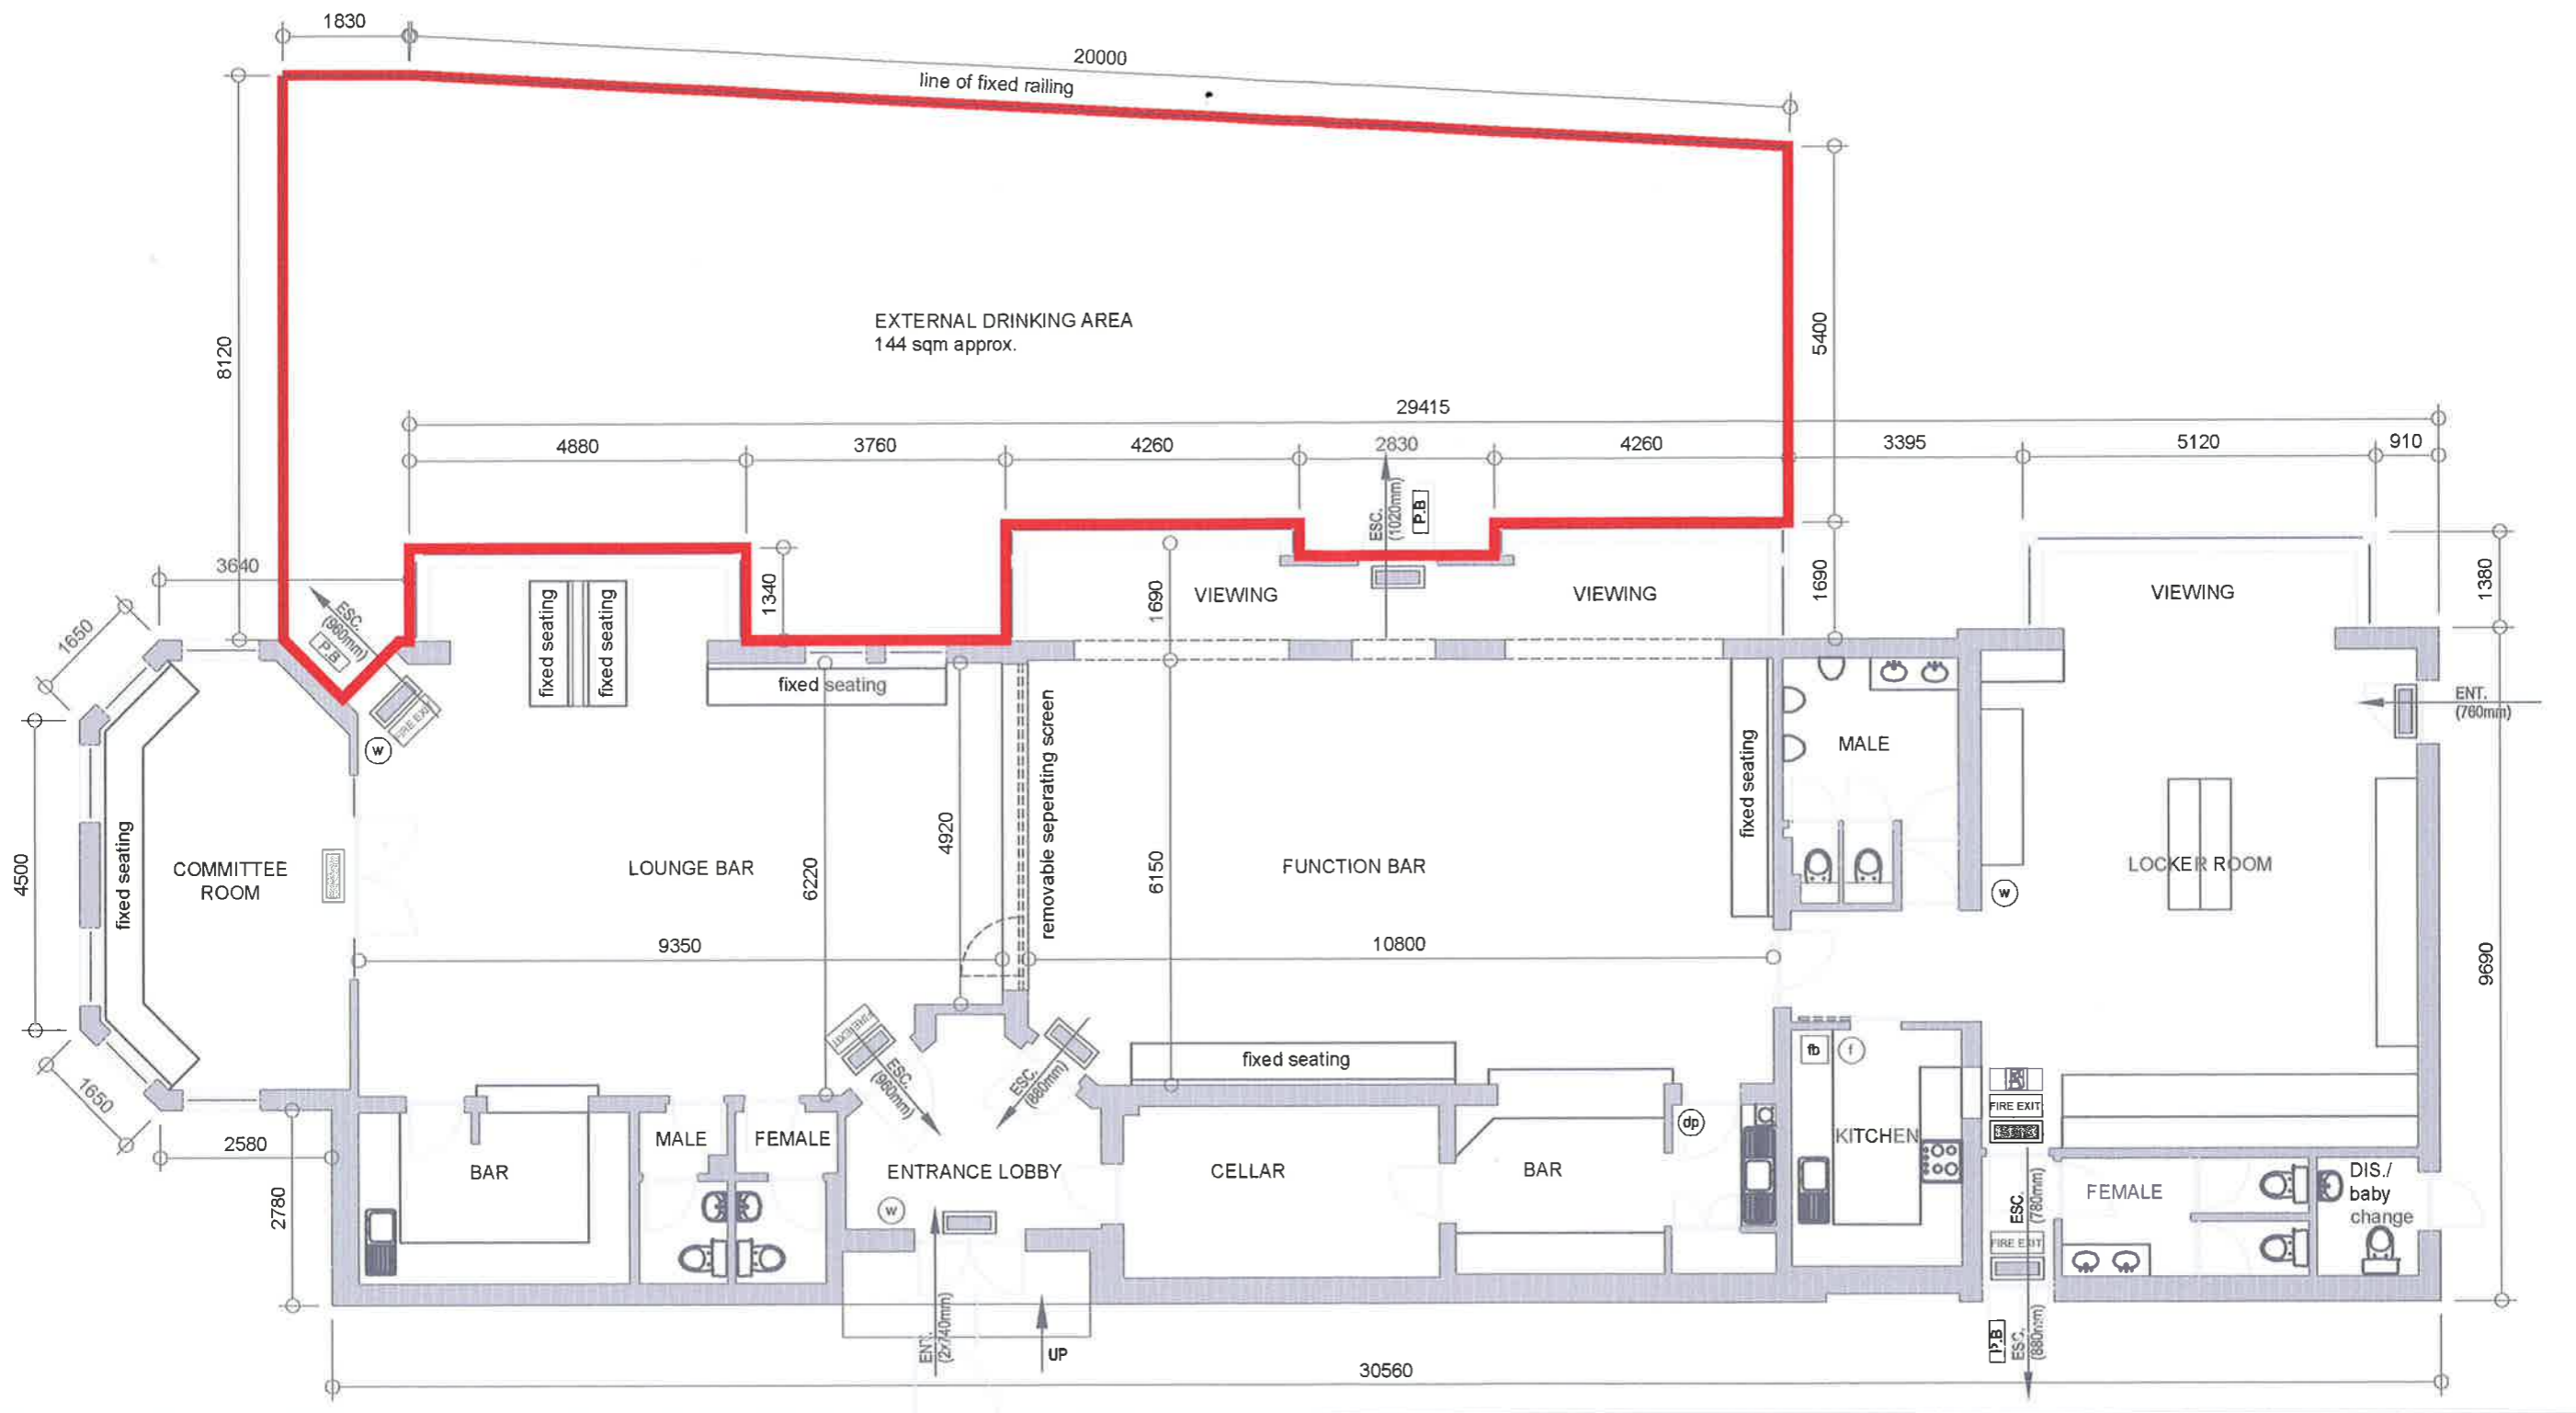 1830
20000
line of fixed railing
8120
EXTERNAL DRINKING AREA
144 sqm approx.
5400
29415
4880
3760
4260
2830
4260
3395
5120
910
ESC.
(1020mm)
P.B
3640
1340
1690
1690
1380
VIEWING
VIEWING
VIEWING
1650
ESC.
(960mm)
P.B
FIRE EXIT
fixed seating
fixed seating
fixed seating
ENT.
(760mm)
w
removable seperating screen
fixed seating
MALE
4500
fixed seating
COMMITTEE
ROOM
LOUNGE BAR
6220
4920
6150
FUNCTION BAR
LOCKER ROOM
w
9350
10800
9690
FIRE EXIT
ESC.
(960mm)
ESC.
(880mm)
fixed seating
fb
f
1650
FIRE EXIT
dp
2580
MALE
FEMALE
KITCHEN
BAR
ENTRANCE LOBBY
CELLAR
BAR
ESC.
(780mm)
FEMALE
DIS./
baby
change
2780
w
FIRE EXIT
ENT.
(2x740mm)
UP
P.B
ESC.
(880mm)
30560